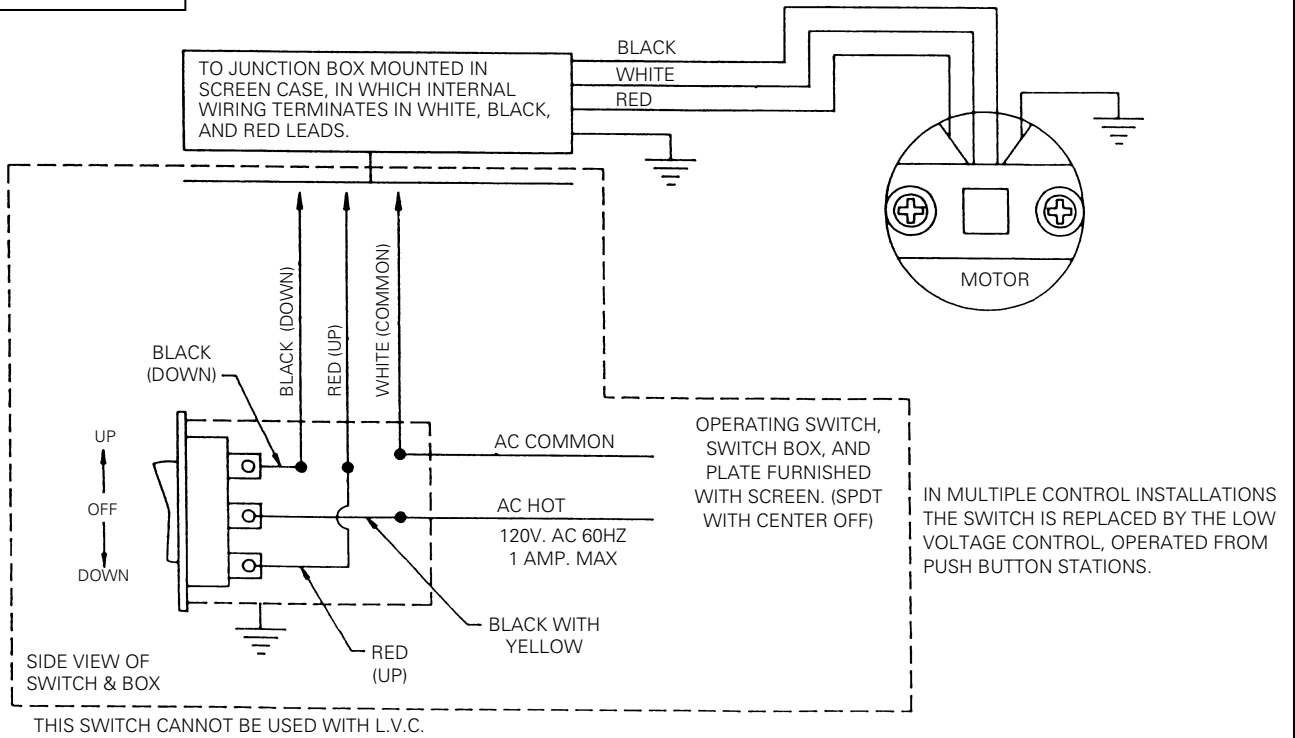 BLACK
WHITE
RED
TO JUNCTION BOX MOUNTED IN
SCREEN CASE, IN WHICH INTERNAL
WIRING TERMINATES IN WHITE, BLACK,
AND RED LEADS.
MOTOR
BLACK (DOWN)
RED (UP)
WHITE (COMMON)
BLACK
(DOWN)
UP
OFF
DOWN
AC COMMON
AC HOT
120V. AC 60HZ
1 AMP. MAX
OPERATING SWITCH,
SWITCH BOX, AND
PLATE FURNISHED
WITH SCREEN. (SPDT
WITH CENTER OFF)
IN MULTIPLE CONTROL INSTALLATIONS
THE SWITCH IS REPLACED BY THE LOW
VOLTAGE CONTROL, OPERATED FROM
PUSH BUTTON STATIONS.
BLACK WITH
YELLOW
RED
(UP)
SIDE VIEW OF
SWITCH & BOX
THIS SWITCH CANNOT BE USED WITH L.V.C.